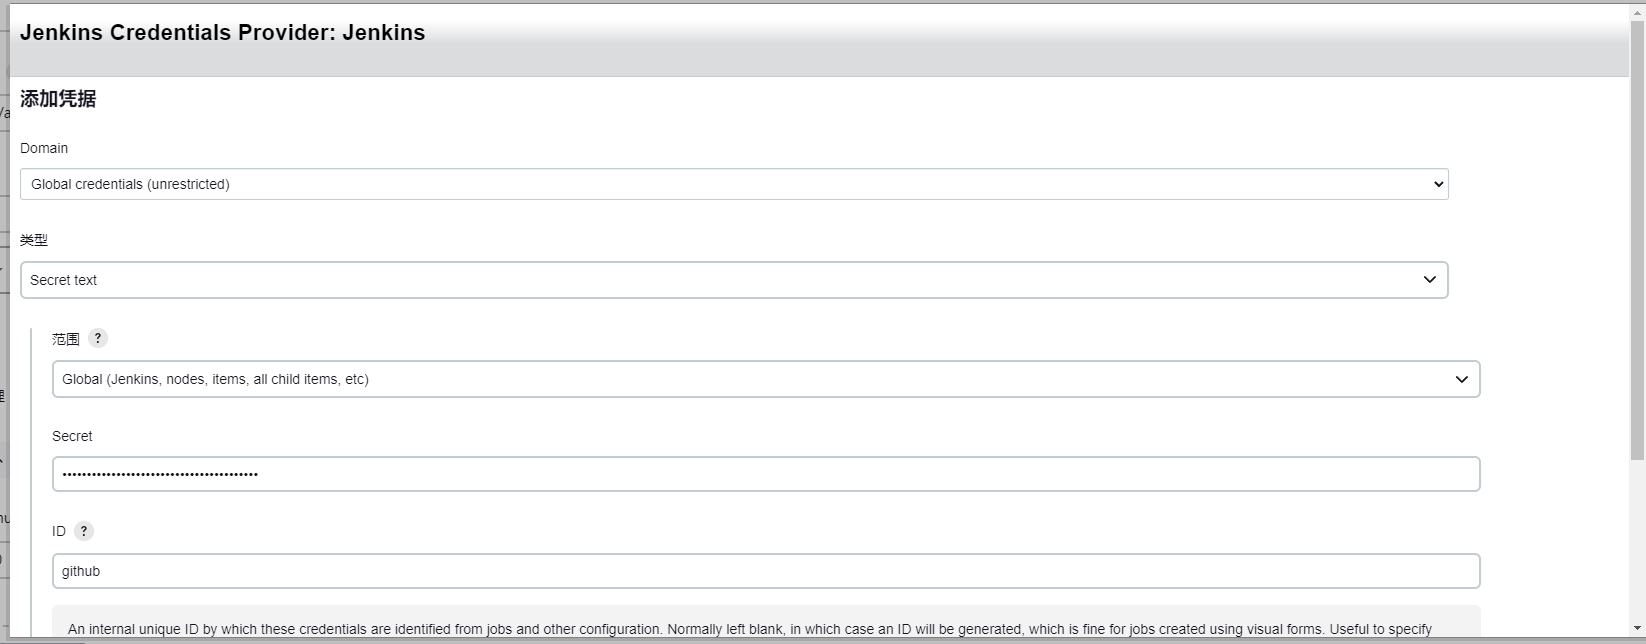 Jenkins Credentials Provider: Jenkins
添加凭据
Domain
Global credentials (unrestricted)
类型
Secret text
范围 ?
Global (Jenkins, nodes, items, all child items, etc)
Secret
••••••••••••••••••••••••••••••••••••••••
ID ?
github
An internal unique ID by which these credentials are identified from jobs and other configuration. Normally left blank, in which case an ID will be generated, which is fine for jobs created using visual forms. Useful to specify